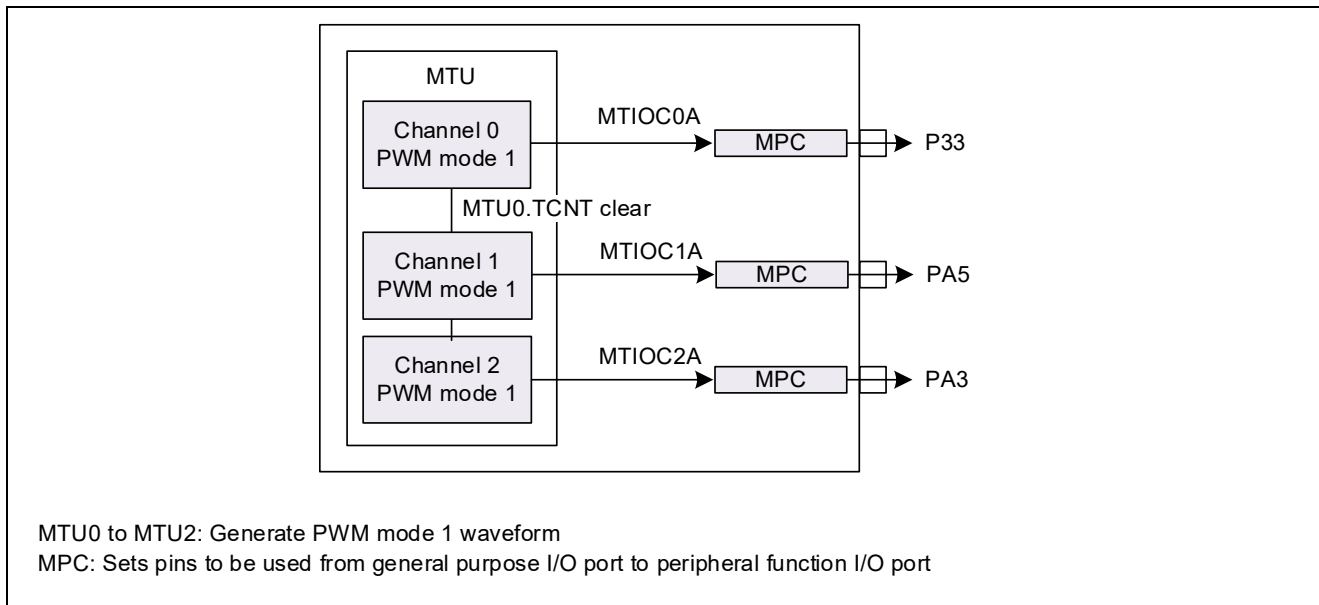 MTU
Channel 0
PWM mode 1
MTIOC0A
MPC
P33
MTU0.TCNT clear
Channel 1
PWM mode 1
MTIOC1A
MPC
PA5
Channel 2
PWM mode 1
MTIOC2A
MPC
PA3
MTU0 to MTU2: Generate PWM mode 1 waveform
MPC: Sets pins to be used from general purpose I/O port to peripheral function I/O port